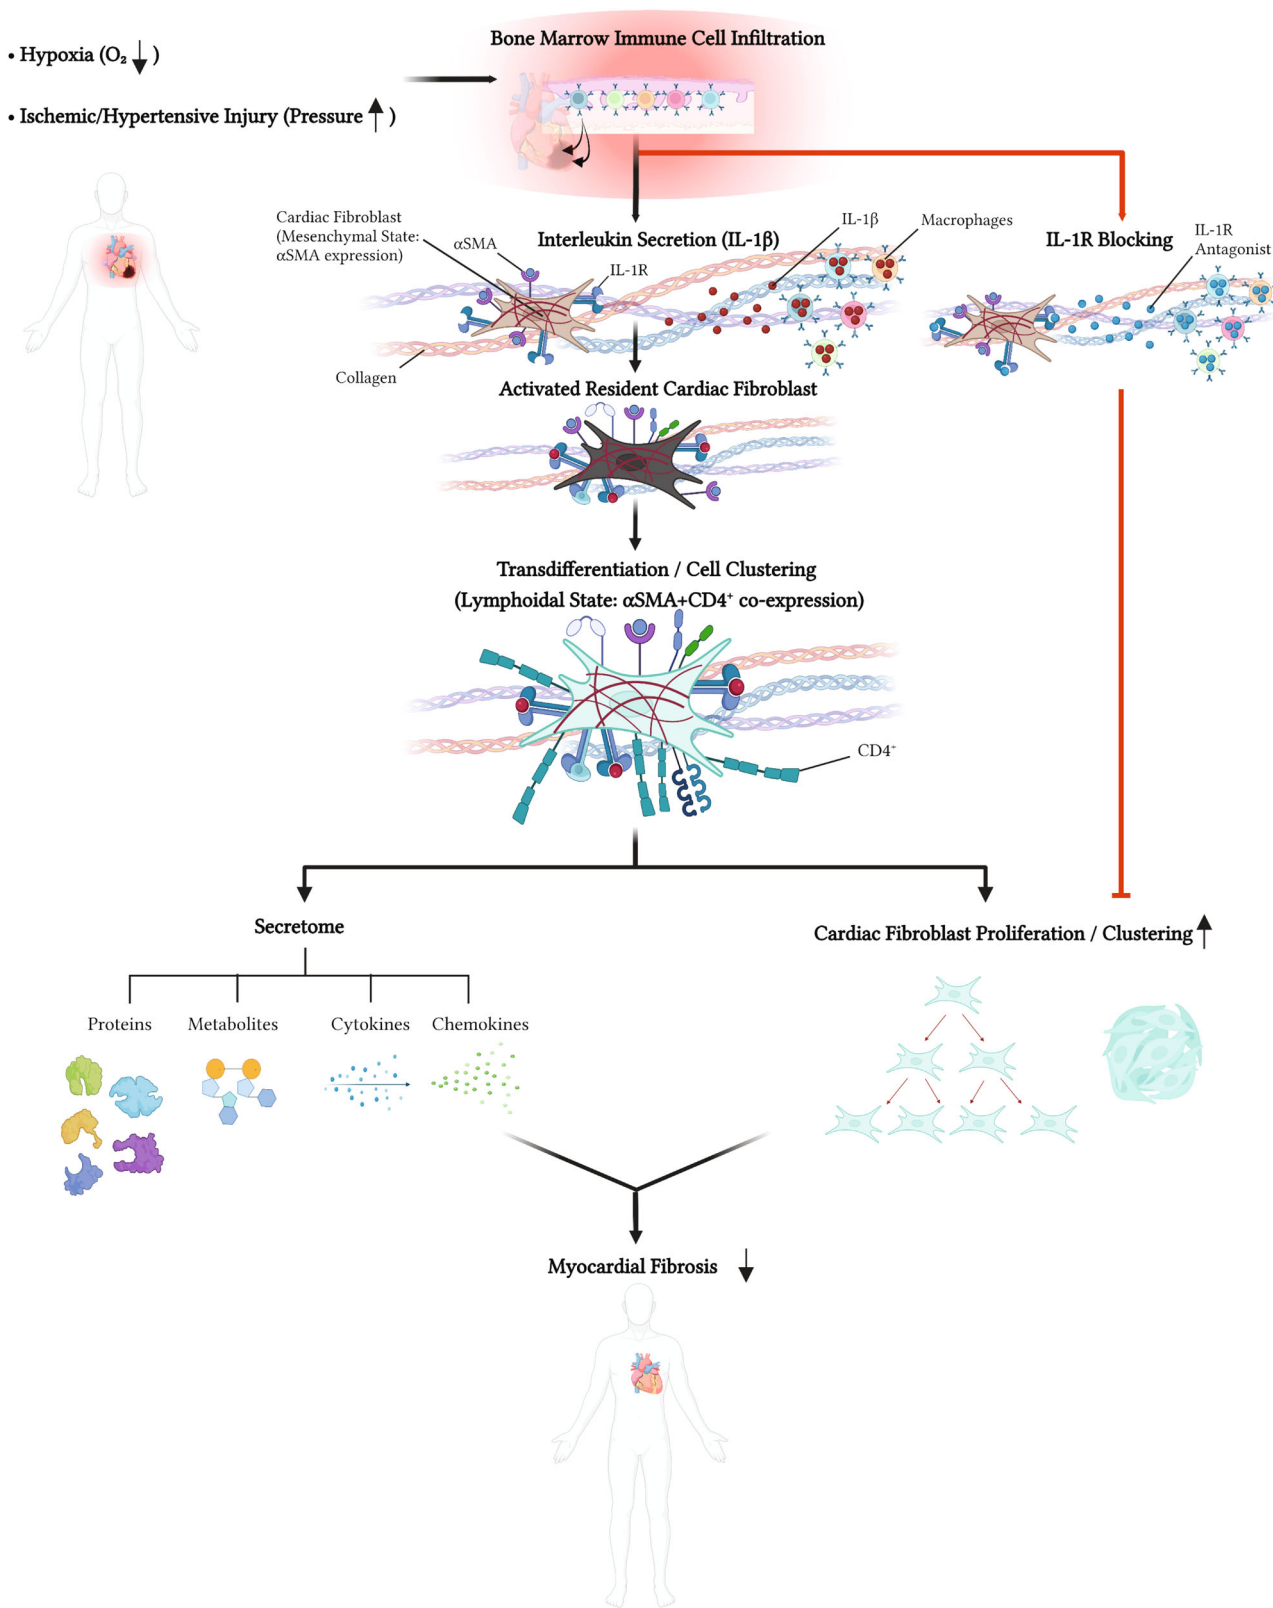 • Hypoxia (O₂ ↓ )
• Ischemic/Hypertensive Injury (Pressure ↑ )
Bone Marrow Immune Cell Infiltration
Cardiac Fibroblast
(Mesenchymal State:
αSMA expression)
αSMA
Interleukin Secretion (IL-1β)
IL-1R
IL-1β
Macrophages
Collagen
IL-1R Blocking
IL-1R
Antagonist
Activated Resident Cardiac Fibroblast
Transdifferentiation / Cell Clustering
(Lymphoidal State: αSMA+CD4⁺ co-expression)
CD4⁺
Secretome
Proteins
Metabolites
Cytokines
Chemokines
Cardiac Fibroblast Proliferation / Clustering ↑
Myocardial Fibrosis ↓